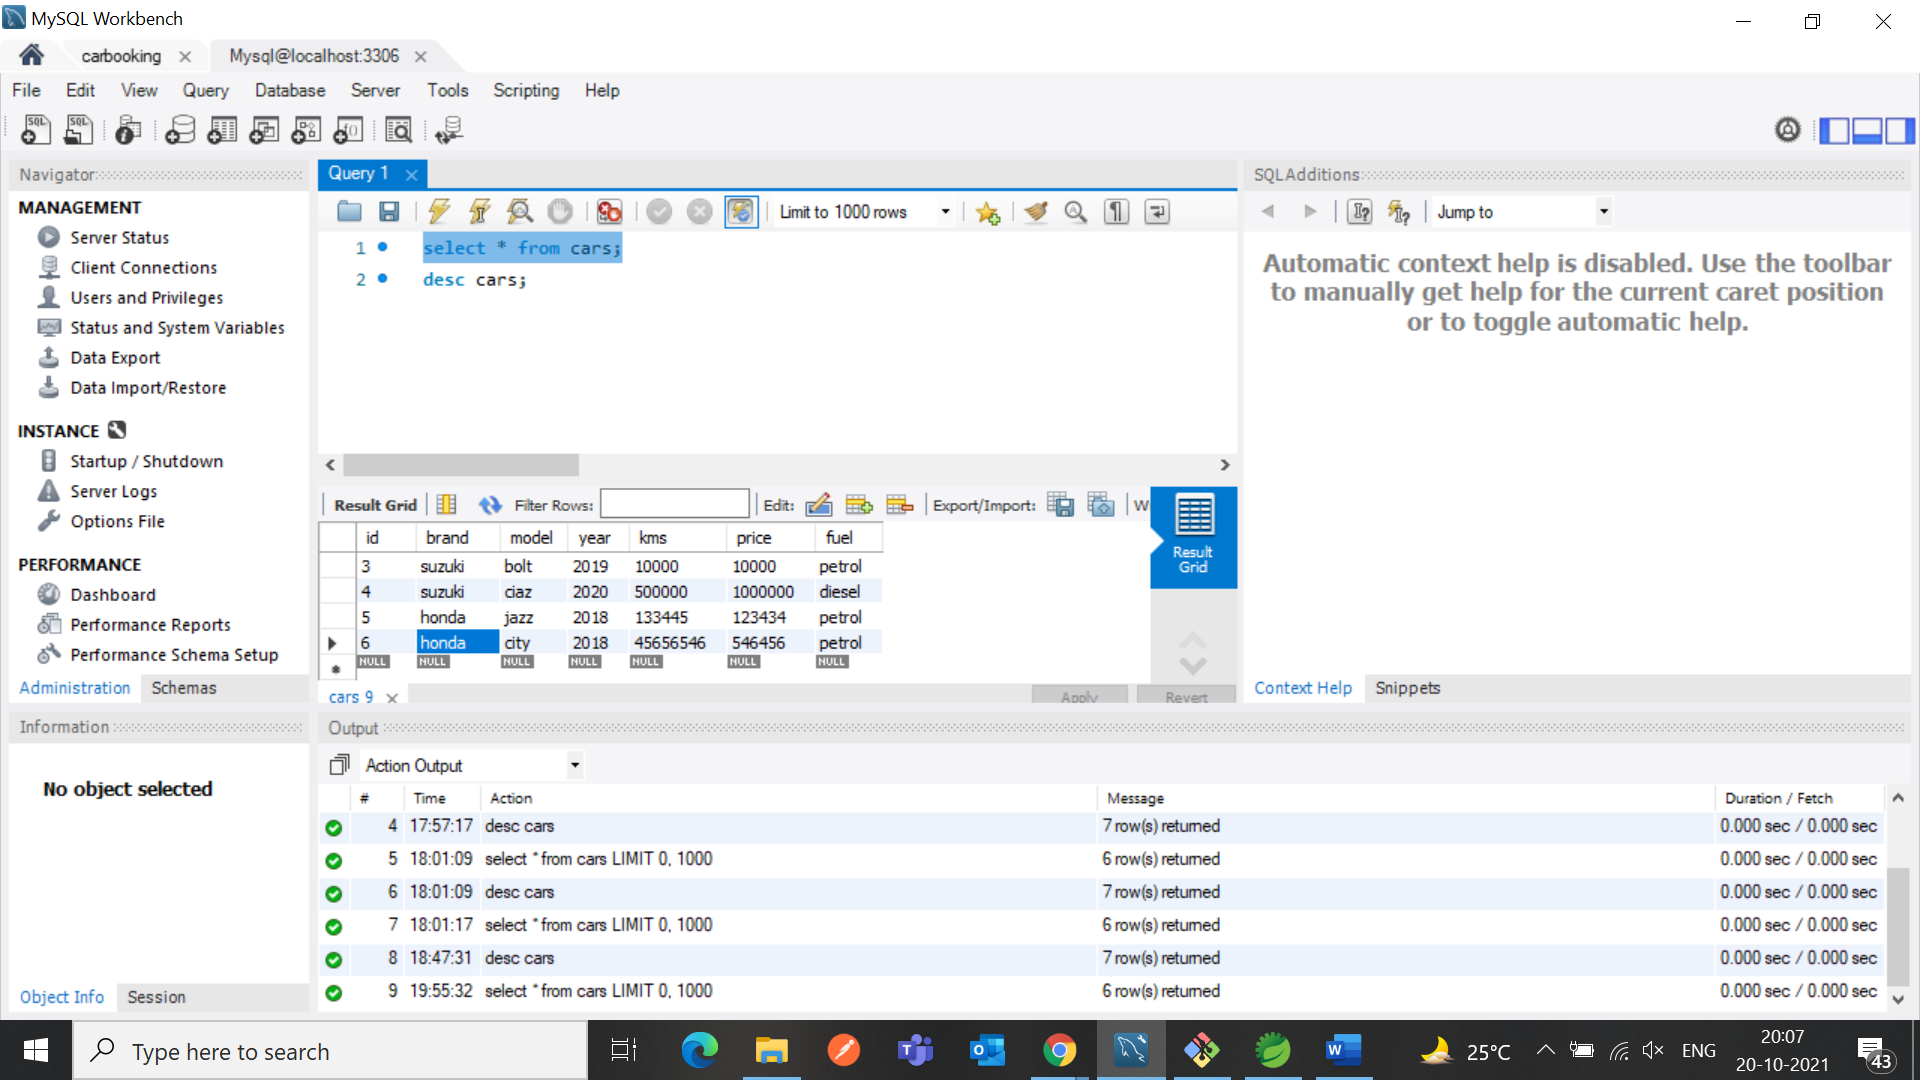 MySQL Workbench
carbooking
Mysql@localhost:3306
File Edit View Query Database Server Tools Scripting Help
Navigator
MANAGEMENT
Server Status
Client Connections
Users and Privileges
Status and System Variables
Data Export
Data Import/Restore
INSTANCE
Startup / Shutdown
Server Logs
Options File
PERFORMANCE
Dashboard
Performance Reports
Performance Schema Setup
Administration Schemas
Information
No object selected
Object Info Session
Query 1
Limit to 1000 rows
1 select * from cars;
2 desc cars;
Result Grid Filter Rows: Edit: Export/Import: W
id brand model year kms price fuel
3 suzuki bolt 2019 10000 10000 petrol
4 suzuki ciaz 2020 500000 1000000 diesel
5 honda jazz 2018 133445 123434 petrol
6 honda city 2018 45656546 546456 petrol
NULL NULL NULL NULL NULL NULL NULL
Result
Grid
cars 9
Apply Revert
SQLAdditions
Jump to
Automatic context help is disabled. Use the toolbar
to manually get help for the current caret position
or to toggle automatic help.
Context Help Snippets
Output
Action Output
# Time Action Message Duration / Fetch
4 17:57:17 desc cars 7 row(s) returned 0.000 sec / 0.000 sec
5 18:01:09 select * from cars LIMIT 0, 1000 6 row(s) returned 0.000 sec / 0.000 sec
6 18:01:09 desc cars 7 row(s) returned 0.000 sec / 0.000 sec
7 18:01:17 select * from cars LIMIT 0, 1000 6 row(s) returned 0.000 sec / 0.000 sec
8 18:47:31 desc cars 7 row(s) returned 0.000 sec / 0.000 sec
9 19:55:32 select * from cars LIMIT 0, 1000 6 row(s) returned 0.000 sec / 0.000 sec
Type here to search
25°C
ENG
20:07
20-10-2021
43